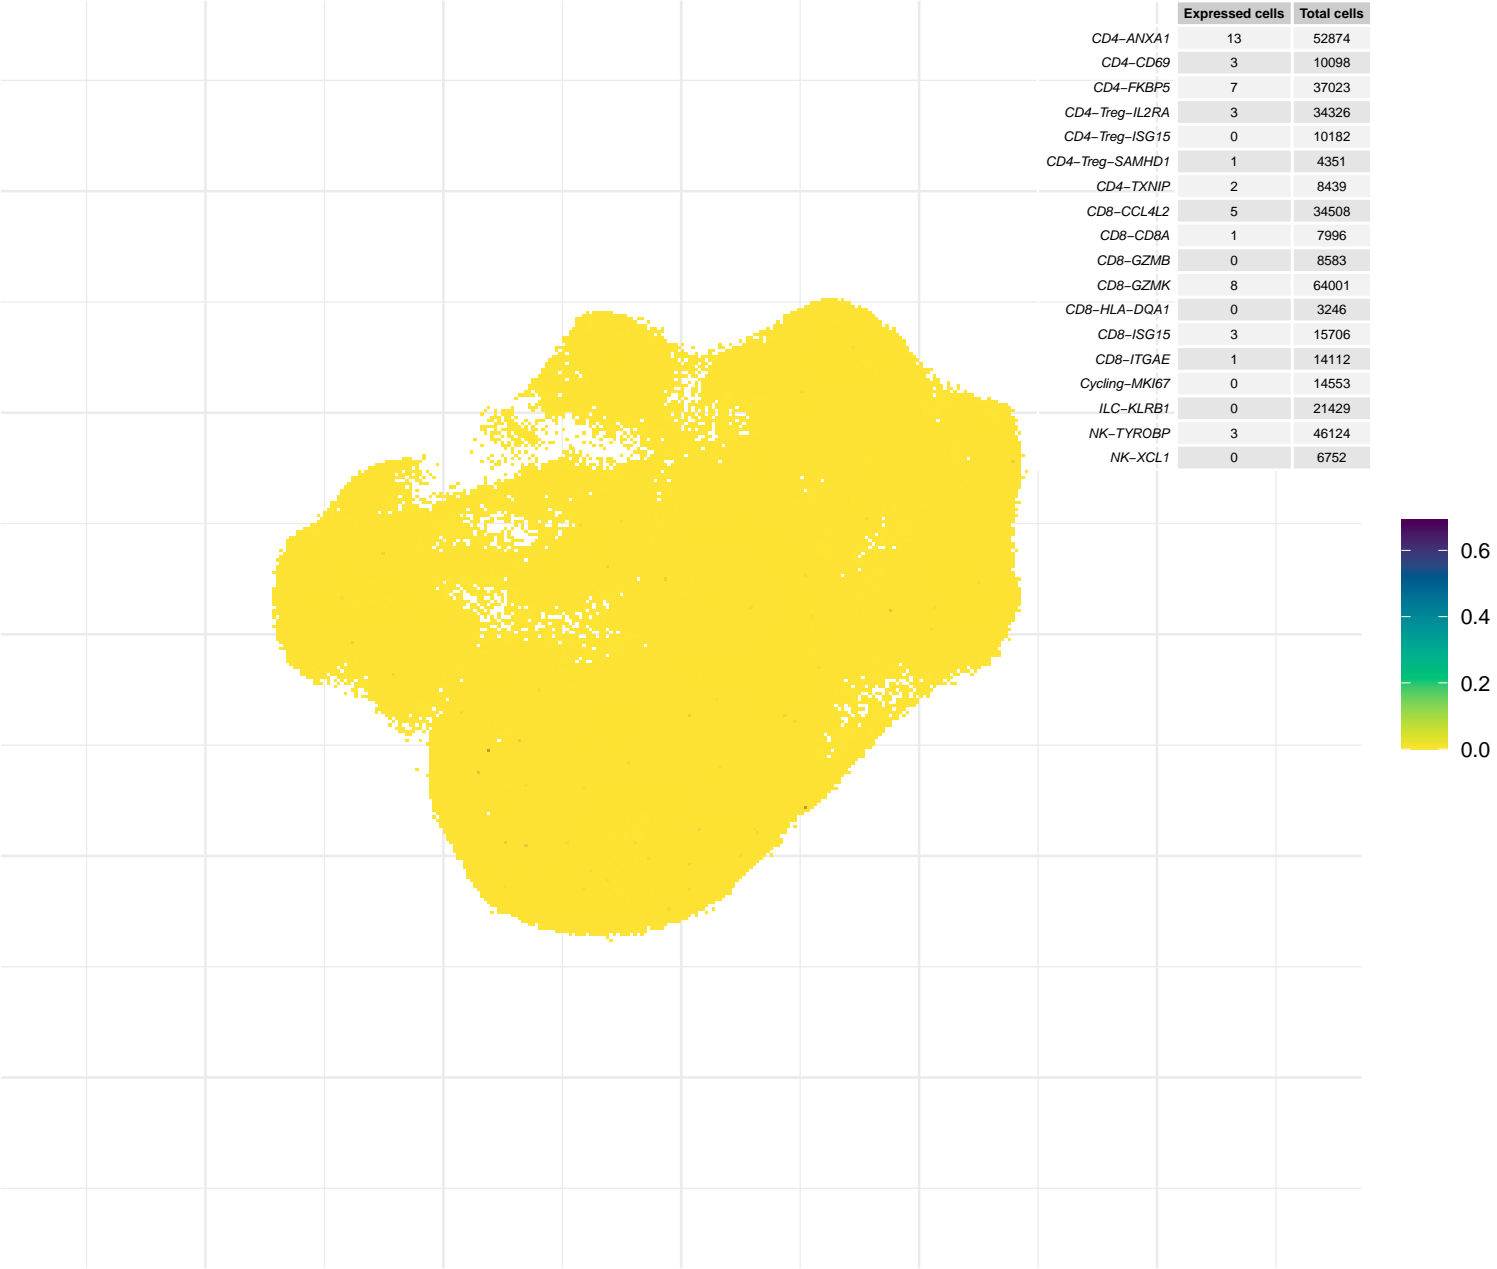 Expressed cells Total cells
CD4−ANXA1 13 52874
CD4−CD69 3 10098
CD4−FKBP5 7 37023
CD4−Treg−IL2RA 3 34326
CD4−Treg−ISG15 0 10182
CD4−Treg−SAMHD1 1 4351
CD4−TXNIP 2 8439
CD8−CCL4L2 5 34508
CD8−CD8A 1 7996
CD8−GZMB 0 8583
CD8−GZMK 8 64001
CD8−HLA−DQA1 0 3246
CD8−ISG15 3 15706
CD8−ITGAE 1 14112
Cycling−MKI67 0 14553
ILC−KLRB1 0 21429
NK−TYROBP 3 46124
NK−XCL1 0 6752
0.6
0.4
0.2
0.0